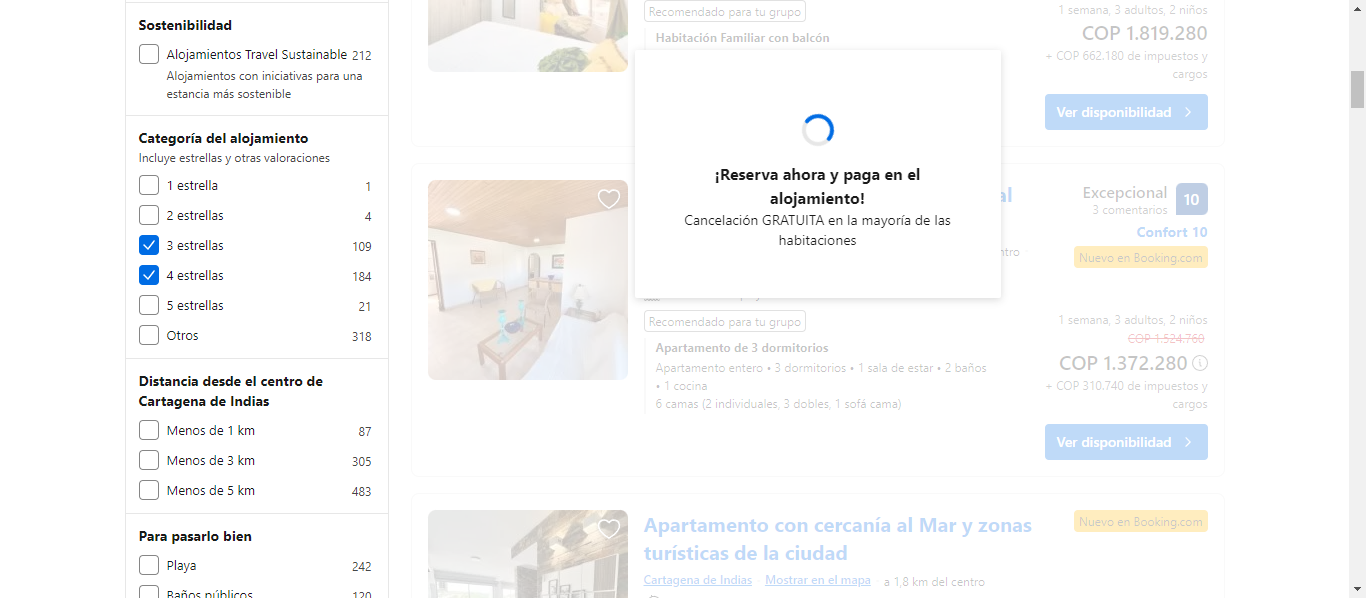 Sostenibilidad
Alojamientos Travel Sustainable 212
Alojamientos con iniciativas para una
estancia más sostenible
Categoría del alojamiento
Incluye estrellas y otras valoraciones
1 estrella 1
2 estrellas 4
3 estrellas 109
4 estrellas 184
5 estrellas 21
Otros 318
Distancia desde el centro de
Cartagena de Indias
Menos de 1 km 87
Menos de 3 km 305
Menos de 5 km 483
Para pasarlo bien
Playa 242
Baños públicos 120
Recomendado para tu grupo
Habitación Familiar con balcón
1 semana, 3 adultos, 2 niños
COP 1.819.280
+ COP 662.180 de impuestos y
cargos
Ver disponibilidad
¡Reserva ahora y paga en el
alojamiento!
Cancelación GRATUITA en la mayoría de las
habitaciones
Excepcional 10
3 comentarios
Confort 10
Nuevo en Booking.com
Recomendado para tu grupo
Apartamento de 3 dormitorios
Apartamento entero • 3 dormitorios • 1 sala de estar • 2 baños
• 1 cocina
6 camas (2 individuales, 3 dobles, 1 sofá cama)
1 semana, 3 adultos, 2 niños
COP 1.524.760
COP 1.372.280
+ COP 310.740 de impuestos y
cargos
Ver disponibilidad
Apartamento con cercanía al Mar y zonas
turísticas de la ciudad
Nuevo en Booking.com
Cartagena de Indias Mostrar en el mapa a 1,8 km del centro